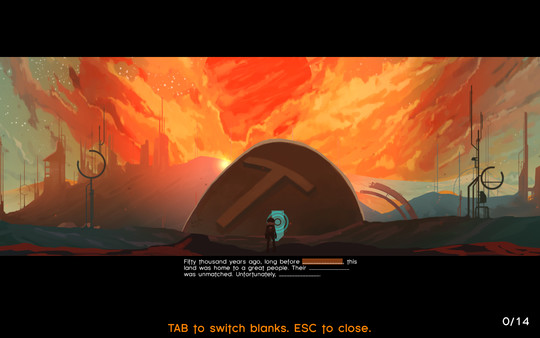 Fifty thousand years ago, long before , this
land was home to a great people. Their
was unmatched. Unfortunately, .
0/14
TAB to switch blanks. ESC to close.